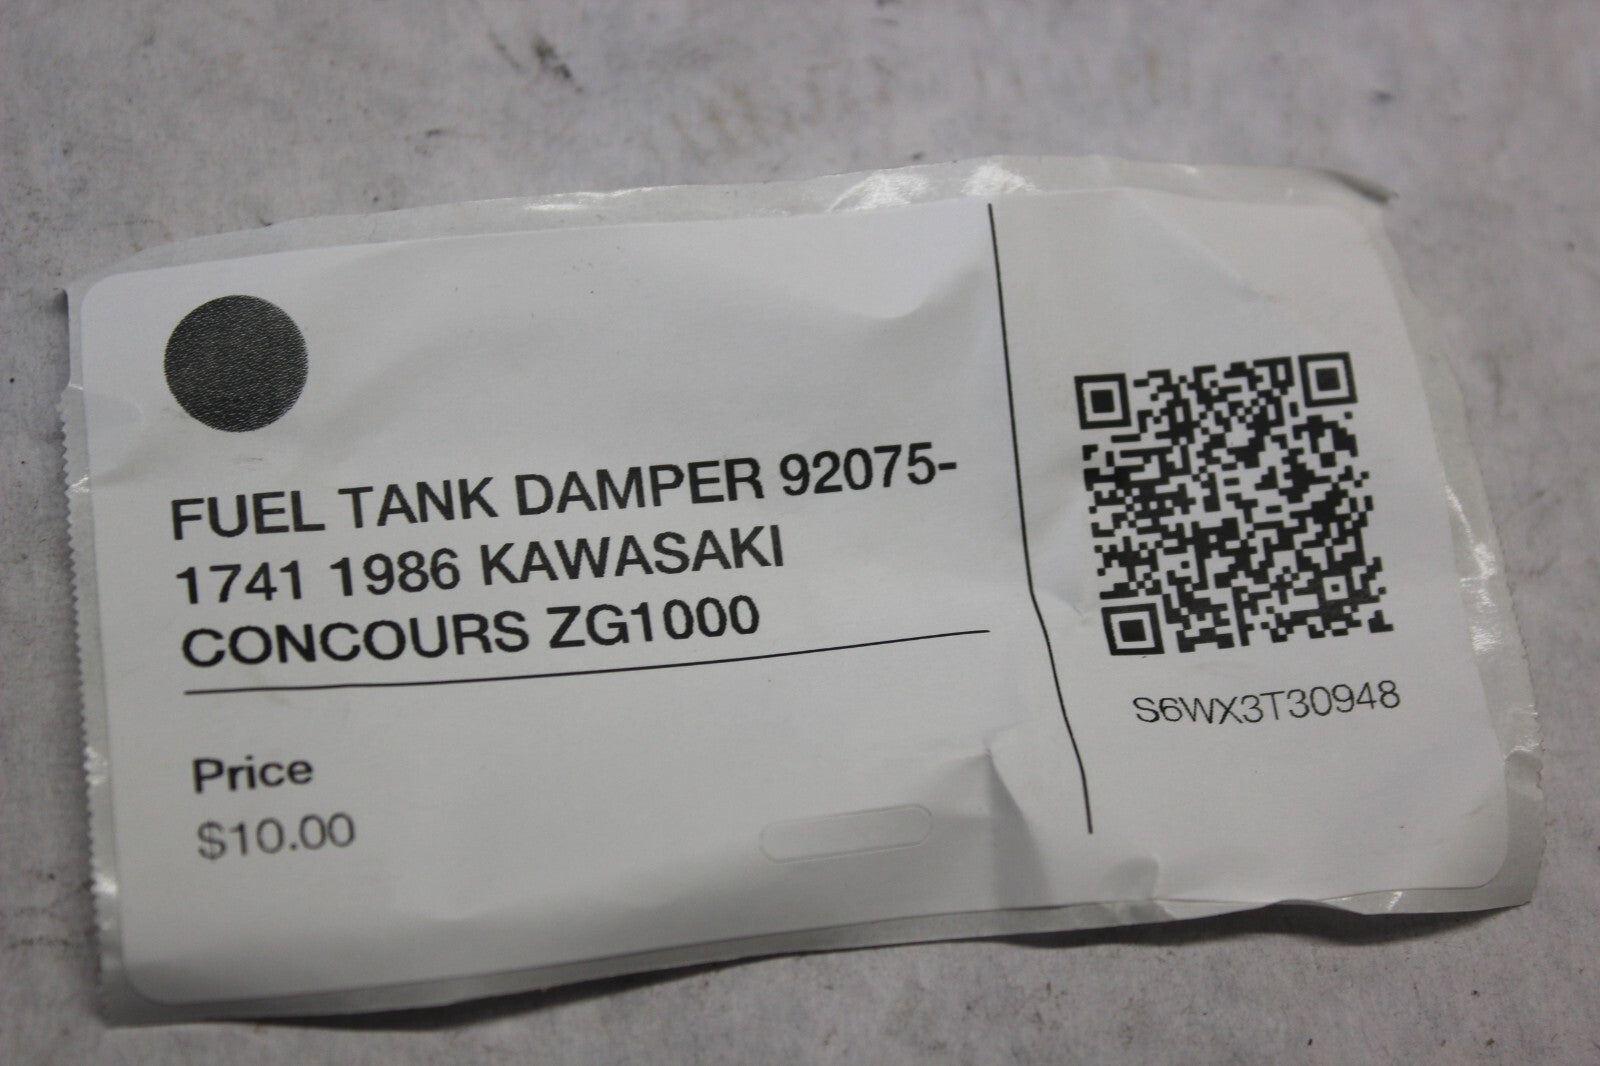 FUEL TANK DAMPER 92075-
1741 1986 KAWASAKI
CONCOURS ZG1000
Price
$10.00
S6WX3T30948